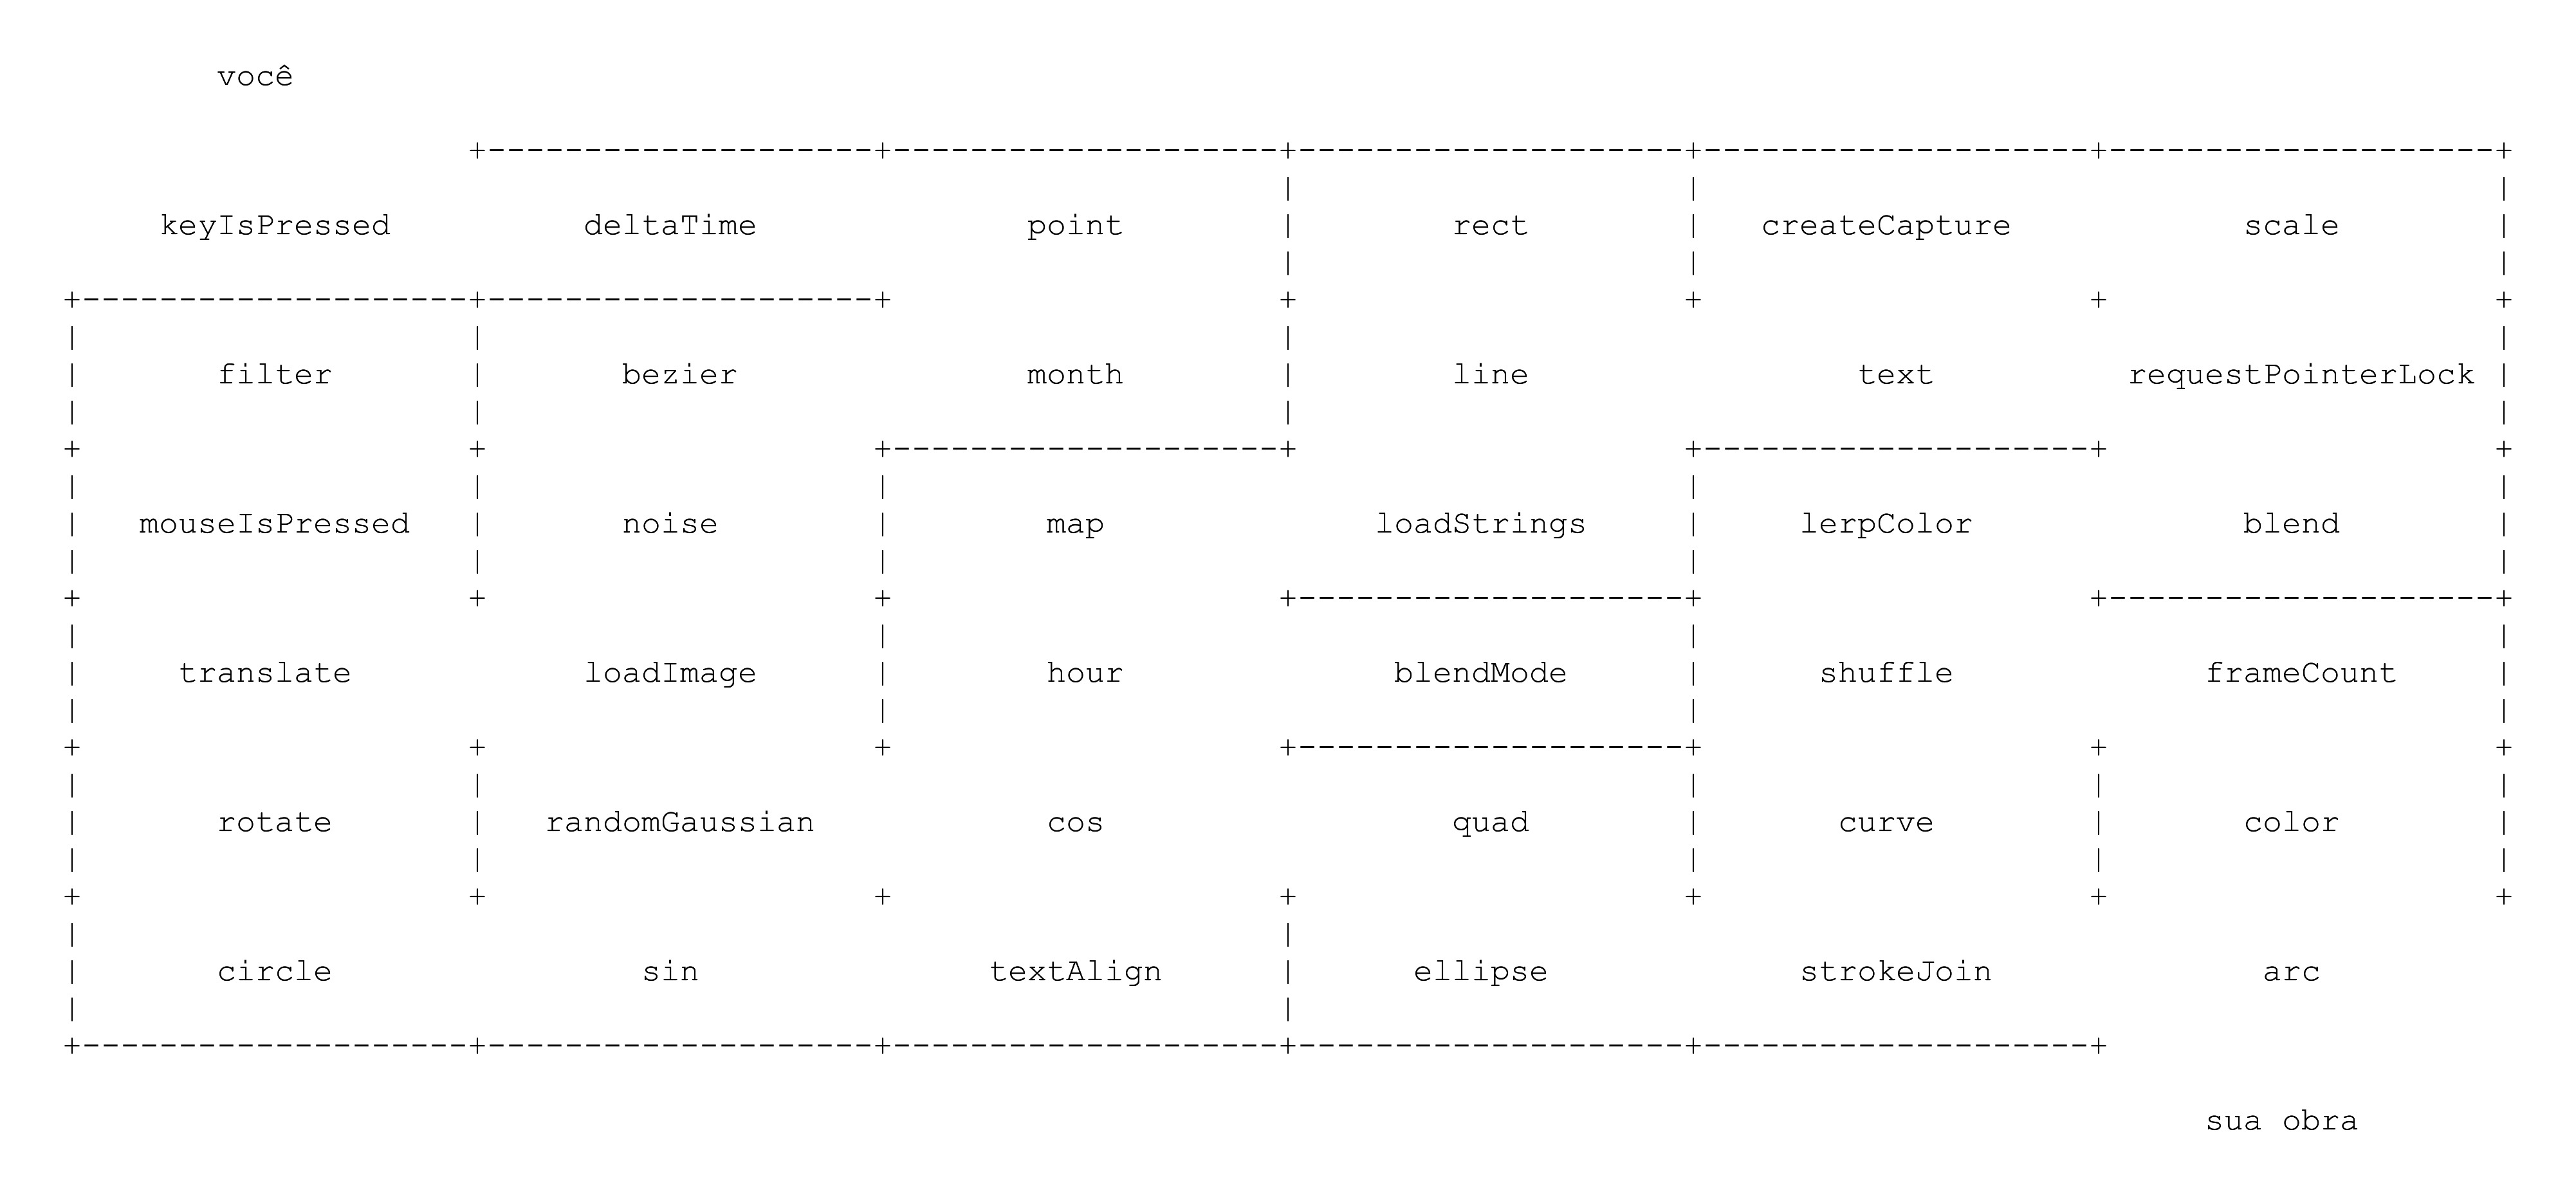 você
keyIsPressed deltaTime point rect createCapture scale
filter bezier month line text requestPointerLock
mouseIsPressed noise map loadStrings lerpColor blend
translate loadImage hour blendMode shuffle frameCount
rotate randomGaussian cos quad curve color
circle sin textAlign ellipse strokeJoin arc
sua obra